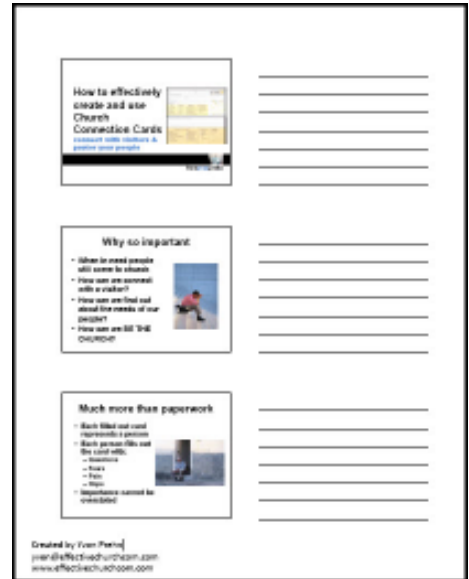 How to effectively
create and use
Church
Connection Cards
connect with visitors &
pastor your people
Why so important
• When in need people
still come to church
• How can we connect
with a visitor?
• How can we find out
about the needs of our
people?
• How can we BE THE
CHURCH?
Much more than paperwork
• Each filled out card
represents a person
• Each person fills out
the card with:
– Questions
– Fears
– Pain
– Hope
• Importance cannot be
overstated
Created by Yvon Prehn
yvon@effectivechurchcom.com
www.effectivechurchcom.com